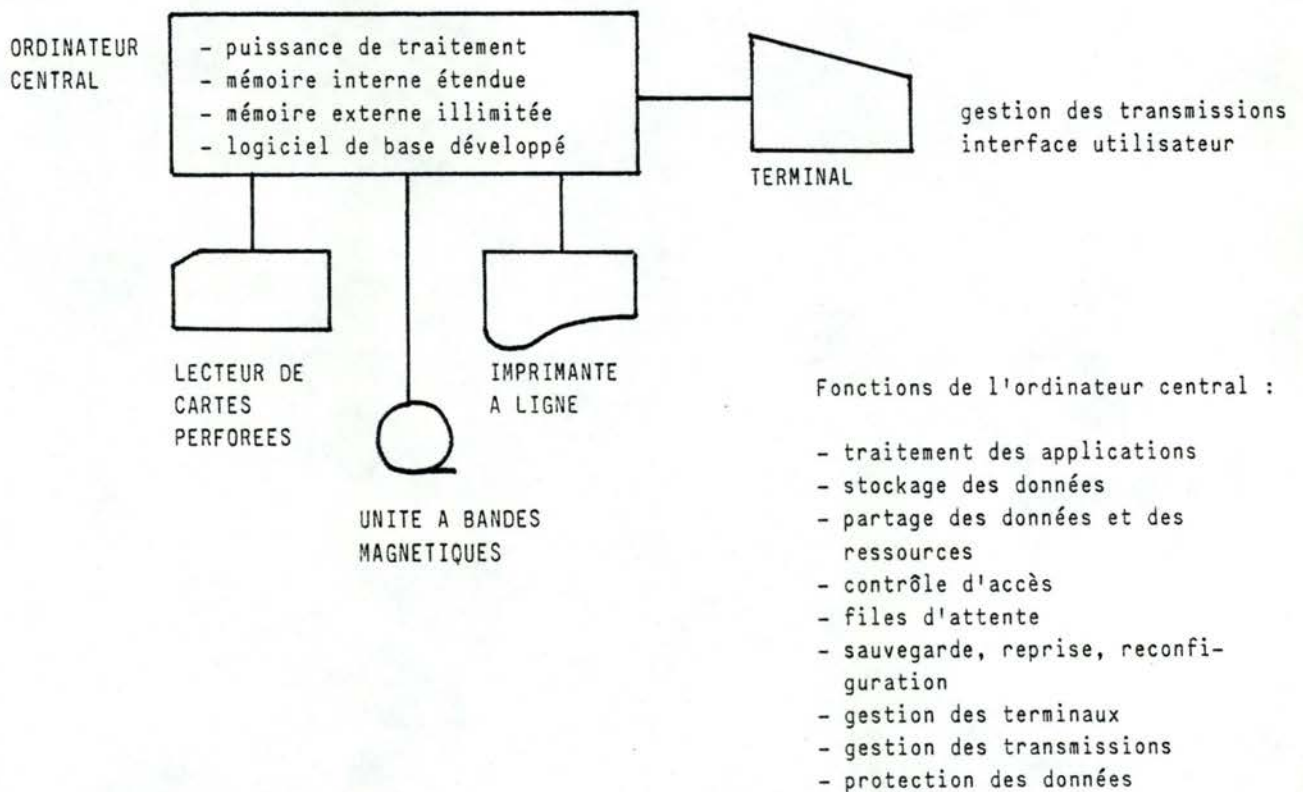 ORDINATEUR
CENTRAL
- puissance de traitement
- mémoire interne étendue
- mémoire externe illimitée
- logiciel de base développé
gestion des transmissions
interface utilisateur
TERMINAL
LECTEUR DE
CARTES
PERFOREES
IMPRIMANTE
A LIGNE
UNITE A BANDES
MAGNETIQUES
Fonctions de l'ordinateur central :
- traitement des applications
- stockage des données
- partage des données et des
ressources
- contrôle d'accès
- files d'attente
- sauvegarde, reprise, reconfi-
guration
- gestion des terminaux
- gestion des transmissions
- protection des données